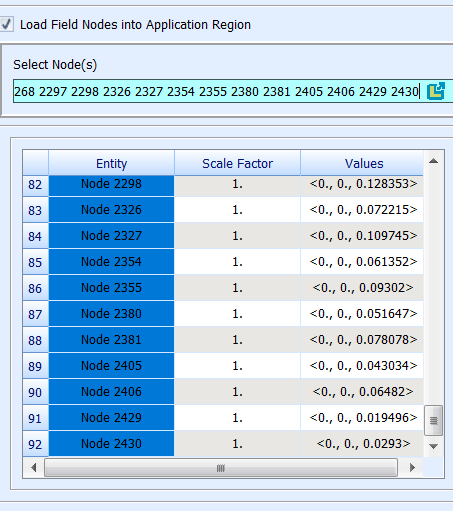 Load Field Nodes into Application Region
Select Node(s)
268 2297 2298 2326 2327 2354 2355 2380 2381 2405 2406 2429 2430
Entity Scale Factor Values
82 Node 2298 1. <0., 0., 0.128353>
83 Node 2326 1. <0., 0., 0.072215>
84 Node 2327 1. <0., 0., 0.109745>
85 Node 2354 1. <0., 0., 0.061352>
86 Node 2355 1. <0., 0., 0.09302>
87 Node 2380 1. <0., 0., 0.051647>
88 Node 2381 1. <0., 0., 0.078078>
89 Node 2405 1. <0., 0., 0.043034>
90 Node 2406 1. <0., 0., 0.06482>
91 Node 2429 1. <0., 0., 0.019496>
92 Node 2430 1. <0., 0., 0.0293>